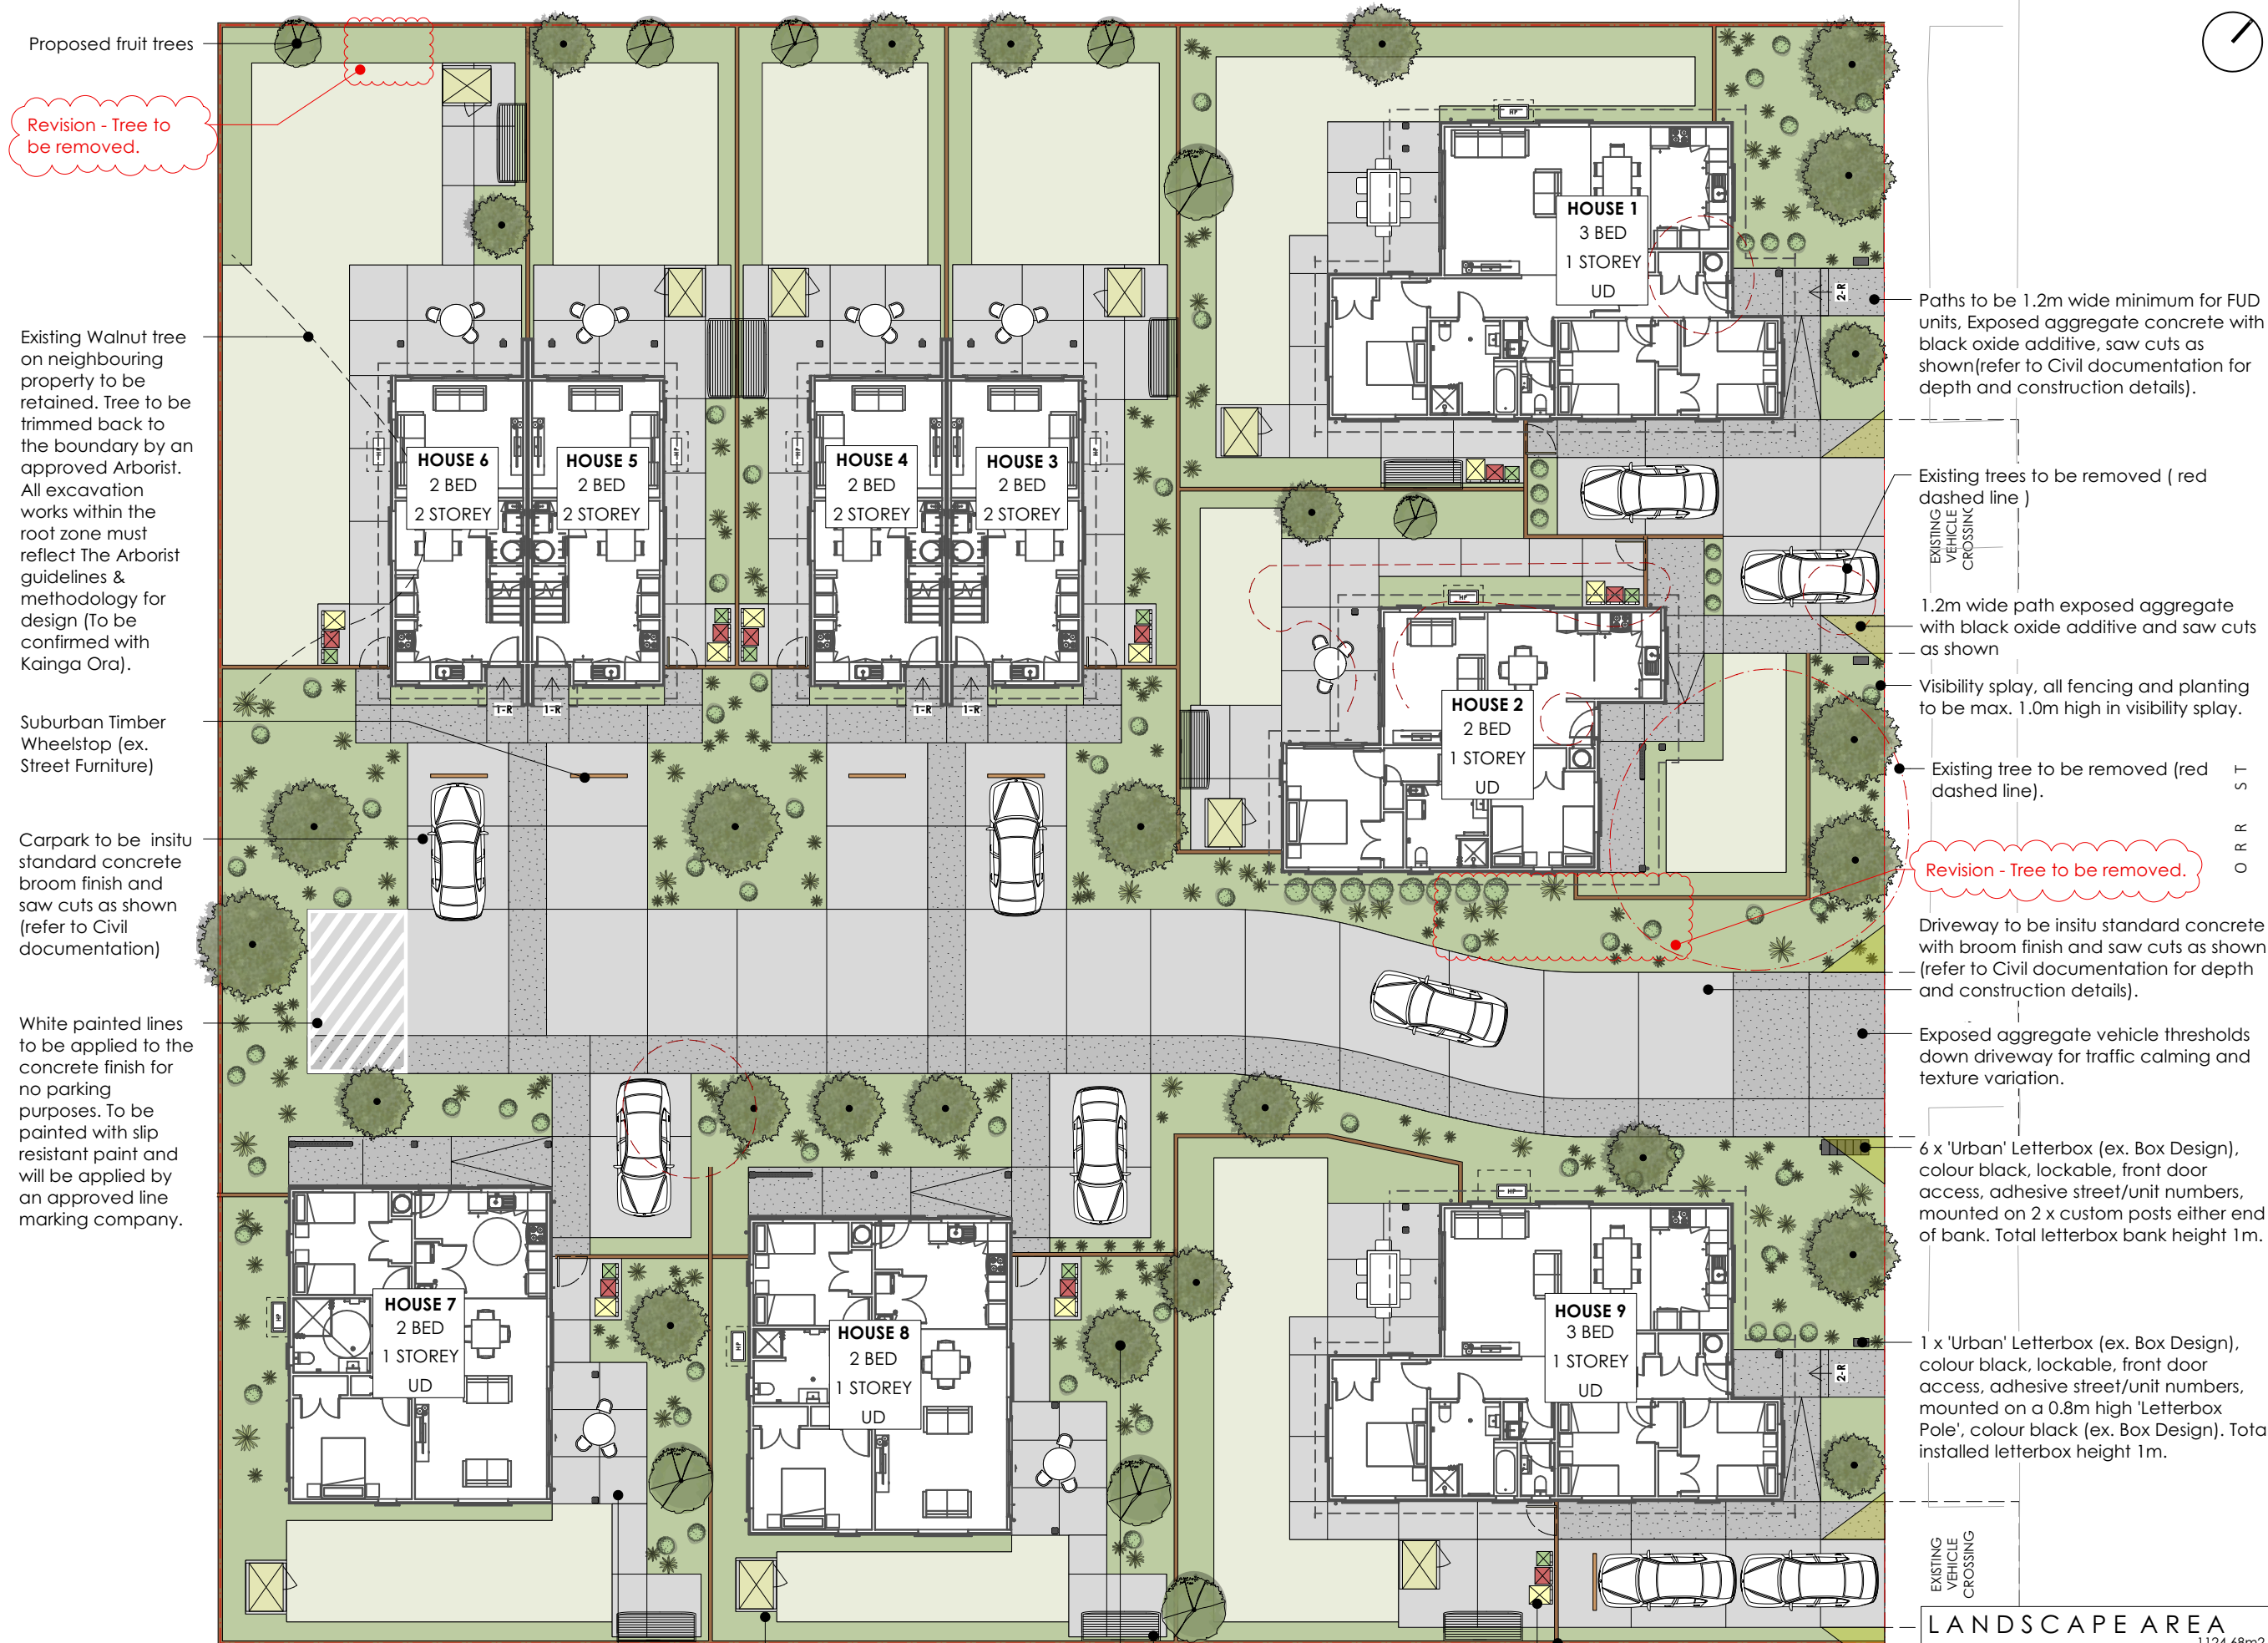 Proposed fruit trees
Revision - Tree to
be removed.
Existing Walnut tree
on neighbouring
property to be
retained. Tree to be
trimmed back to
the boundary by an
approved Arborist.
All excavation
works within the
root zone must
reflect The Arborist
guidelines &
methodology for
design (To be
confirmed with
Kainga Ora).
Suburban Timber
Wheelstop (ex.
Street Furniture)
Carpark to be insitu
standard concrete
broom finish and
saw cuts as shown
(refer to Civil
documentation)
White painted lines
to be applied to the
concrete finish for
no parking
purposes. To be
painted with slip
resistant paint and
will be applied by
an approved line
marking company.
HOUSE 6
2 BED
2 STOREY
HOUSE 5
2 BED
2 STOREY
HOUSE 4
2 BED
2 STOREY
HOUSE 3
2 BED
2 STOREY
HP
HP
HP
HP
1-R
1-R
1-R
1-R
HP
HOUSE 1
3 BED
1 STOREY
UD
2-R
HP
HOUSE 2
2 BED
1 STOREY
UD
HP
HOUSE 7
2 BED
1 STOREY
UD
HP
HOUSE 8
2 BED
1 STOREY
UD
HP
HOUSE 9
3 BED
1 STOREY
UD
2-R
Paths to be 1.2m wide minimum for FUD
units, Exposed aggregate concrete with
black oxide additive, saw cuts as
shown(refer to Civil documentation for
depth and construction details).
Existing trees to be removed ( red
dashed line )
EXISTING
VEHICLE
CROSSING
1.2m wide path exposed aggregate
with black oxide additive and saw cuts
as shown
Visibility splay, all fencing and planting
to be max. 1.0m high in visibility splay.
Existing tree to be removed (red
dashed line).
ORR ST
Revision - Tree to be removed.
Driveway to be insitu standard concrete
with broom finish and saw cuts as shown
(refer to Civil documentation for depth
and construction details).
Exposed aggregate vehicle thresholds
down driveway for traffic calming and
texture variation.
6 x 'Urban' Letterbox (ex. Box Design),
colour black, lockable, front door
access, adhesive street/unit numbers,
mounted on 2 x custom posts either end
of bank. Total letterbox bank height 1m.
1 x 'Urban' Letterbox (ex. Box Design),
colour black, lockable, front door
access, adhesive street/unit numbers,
mounted on a 0.8m high 'Letterbox
Pole', colour black (ex. Box Design). Tota
installed letterbox height 1m.
EXISTING
VEHICLE
CROSSING
LANDSCAPE AREA
1124.68m2